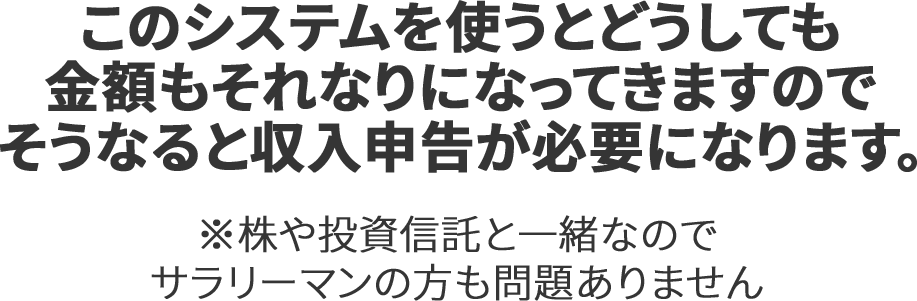 このシステムを使うとどうしても
金額もそれなりになってきますので
そうなると収入申告が必要になります。
※株や投資信託と一緒なので
サラリーマンの方も問題ありません